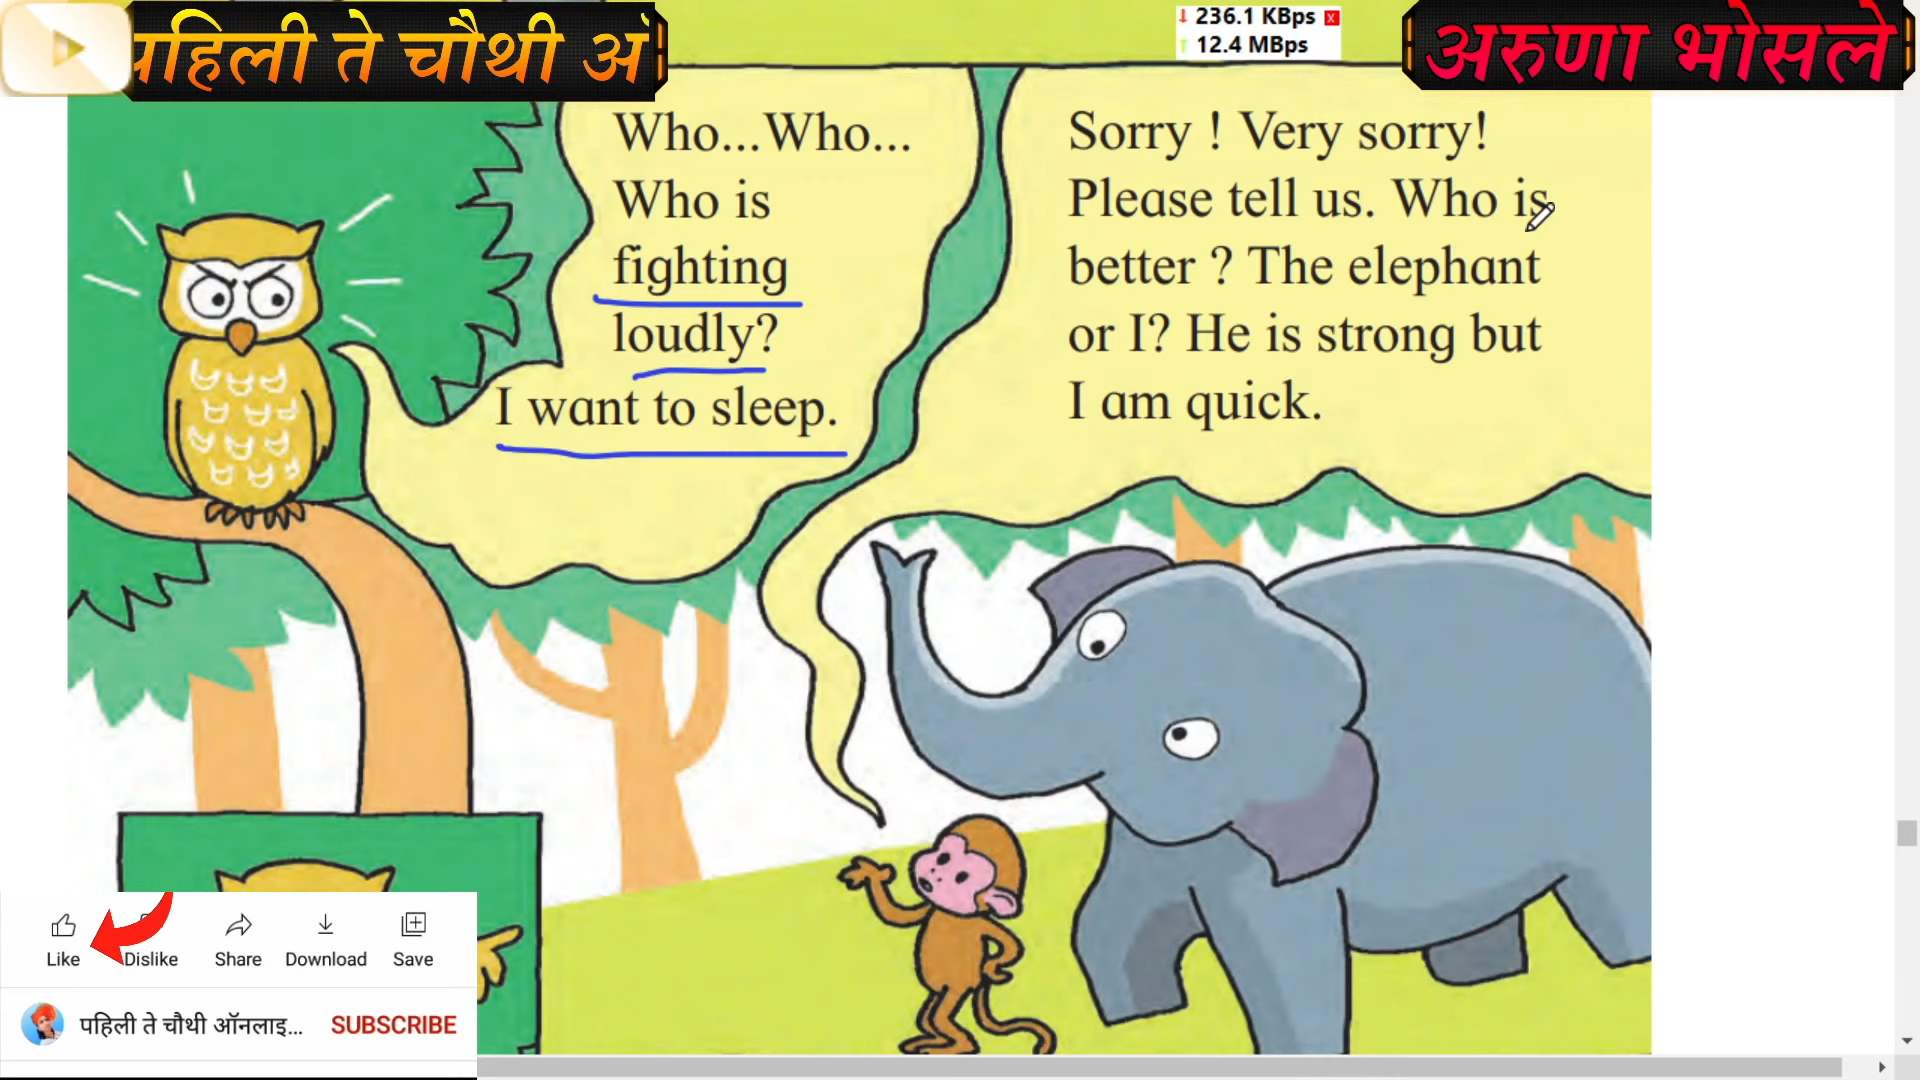 पहिली ते चौथी ऑ
236.1 KBps
12.4 MBps
अरुणा भोसले
Who...Who...
Who is
fighting
loudly?
I want to sleep.
Sorry ! Very sorry!
Please tell us. Who is
better ? The elephant
or I? He is strong but
I am quick.
Like
Dislike
Share
Download
Save
पहिली ते चौथी ऑनलाइ...
SUBSCRIBE